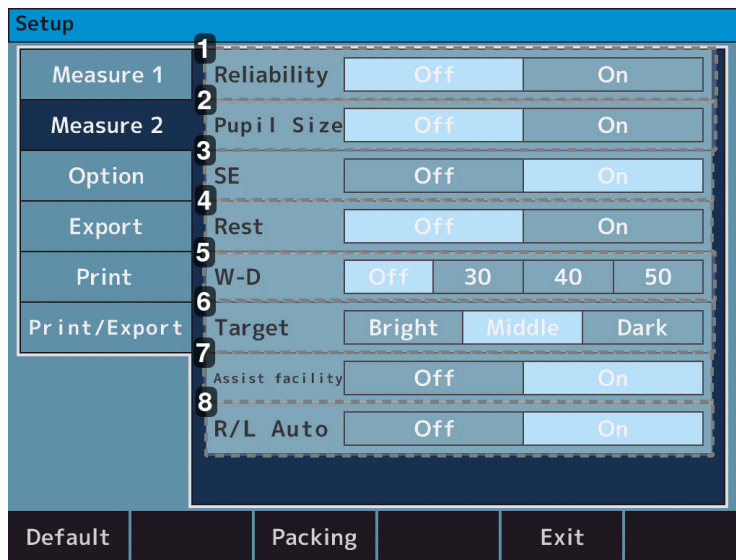 Setup
Measure 1
Measure 2
Option
Export
Print
Print/Export
1
Reliability Off On
2
Pupil Size Off On
3
SE Off On
4
Rest Off On
5
W-D Off 30 40 50
6
Target Bright Middle Dark
7
Assist facility Off On
8
R/L Auto Off On
Default Packing Exit